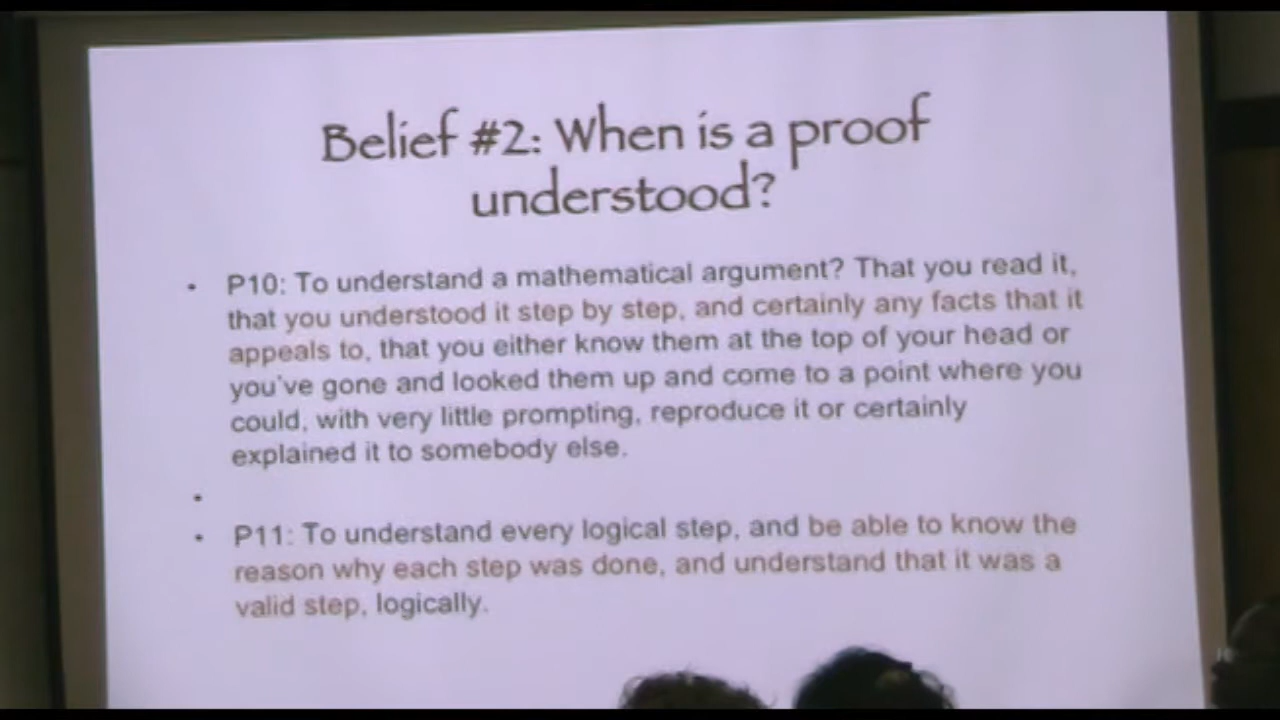 Belief #2: When is a proof
understood?
• P10: To understand a mathematical argument? That you read it,
that you understood it step by step, and certainly any facts that it
appeals to, that you either know them at the top of your head or
you've gone and looked them up and come to a point where you
could, with very little prompting, reproduce it or certainly
explained it to somebody else.
•
• P11: To understand every logical step, and be able to know the
reason why each step was done, and understand that it was a
valid step, logically.